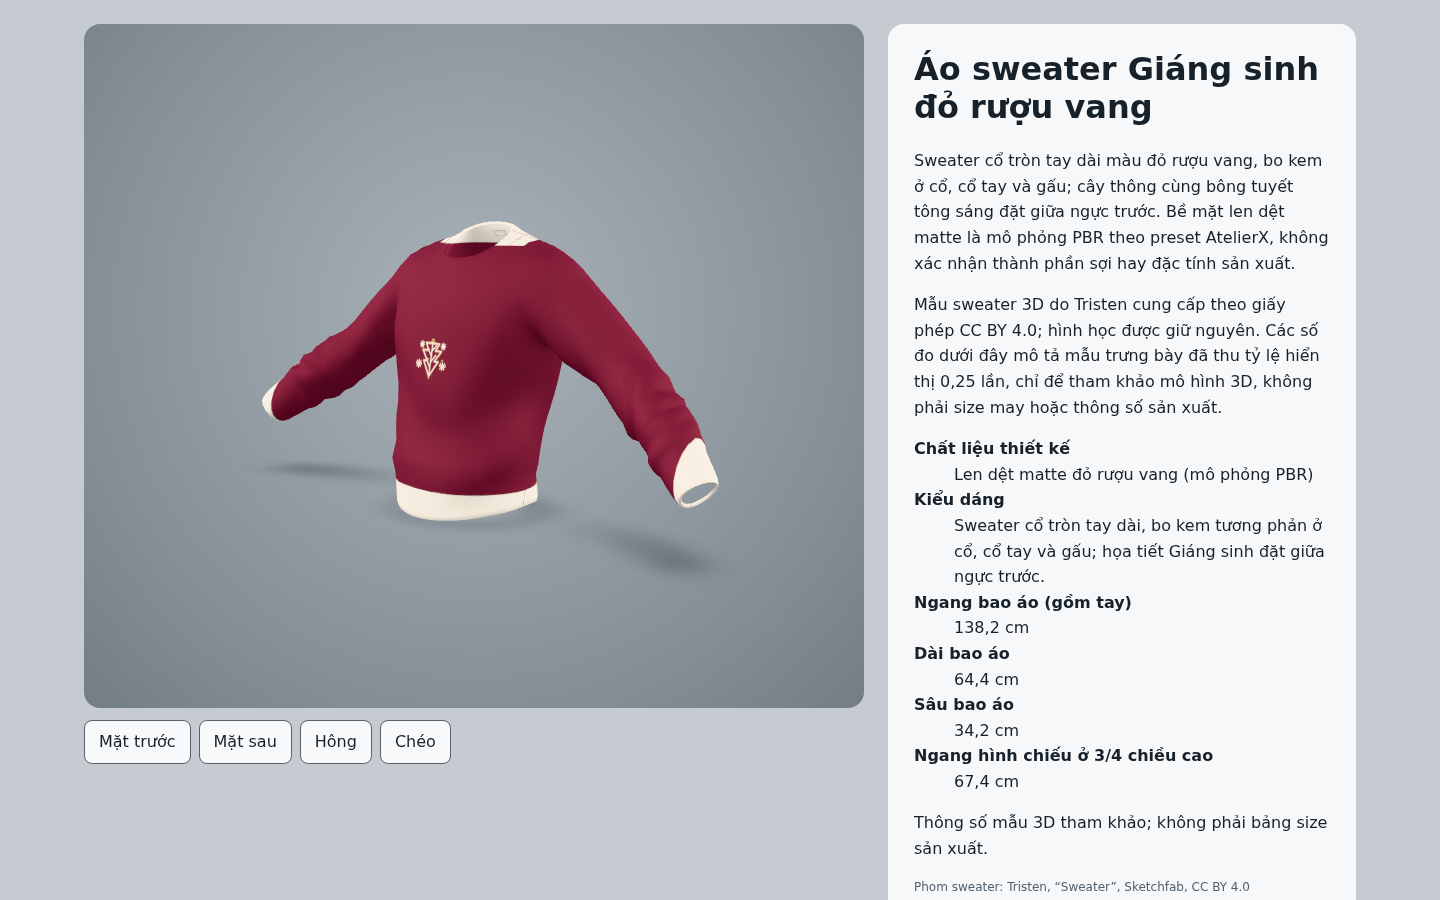 Áo sweater Giáng sinh
đỏ rượu vang
Sweater cổ tròn tay dài màu đỏ rượu vang, bo kem
ở cổ, cổ tay và gấu; cây thông cùng bông tuyết
tông sáng đặt giữa ngực trước. Bề mặt len dệt
matte là mô phỏng PBR theo preset AtelierX, không
xác nhận thành phần sợi hay đặc tính sản xuất.
Mẫu sweater 3D do Tristen cung cấp theo giấy
phép CC BY 4.0; hình học được giữ nguyên. Các số
đo dưới đây mô tả mẫu trưng bày đã thu tỷ lệ hiển
thị 0,25 lần, chỉ để tham khảo mô hình 3D, không
phải size may hoặc thông số sản xuất.
Chất liệu thiết kế
Len dệt matte đỏ rượu vang (mô phỏng PBR)
Kiểu dáng
Sweater cổ tròn tay dài, bo kem tương phản ở
cổ, cổ tay và gấu; họa tiết Giáng sinh đặt giữa
ngực trước.
Ngang bao áo (gồm tay)
138,2 cm
Dài bao áo
64,4 cm
Sâu bao áo
34,2 cm
Ngang hình chiếu ở 3/4 chiều cao
67,4 cm
Thông số mẫu 3D tham khảo; không phải bảng size
sản xuất.
Phom sweater: Tristen, “Sweater”, Sketchfab, CC BY 4.0
Mặt trước
Mặt sau
Hông
Chéo